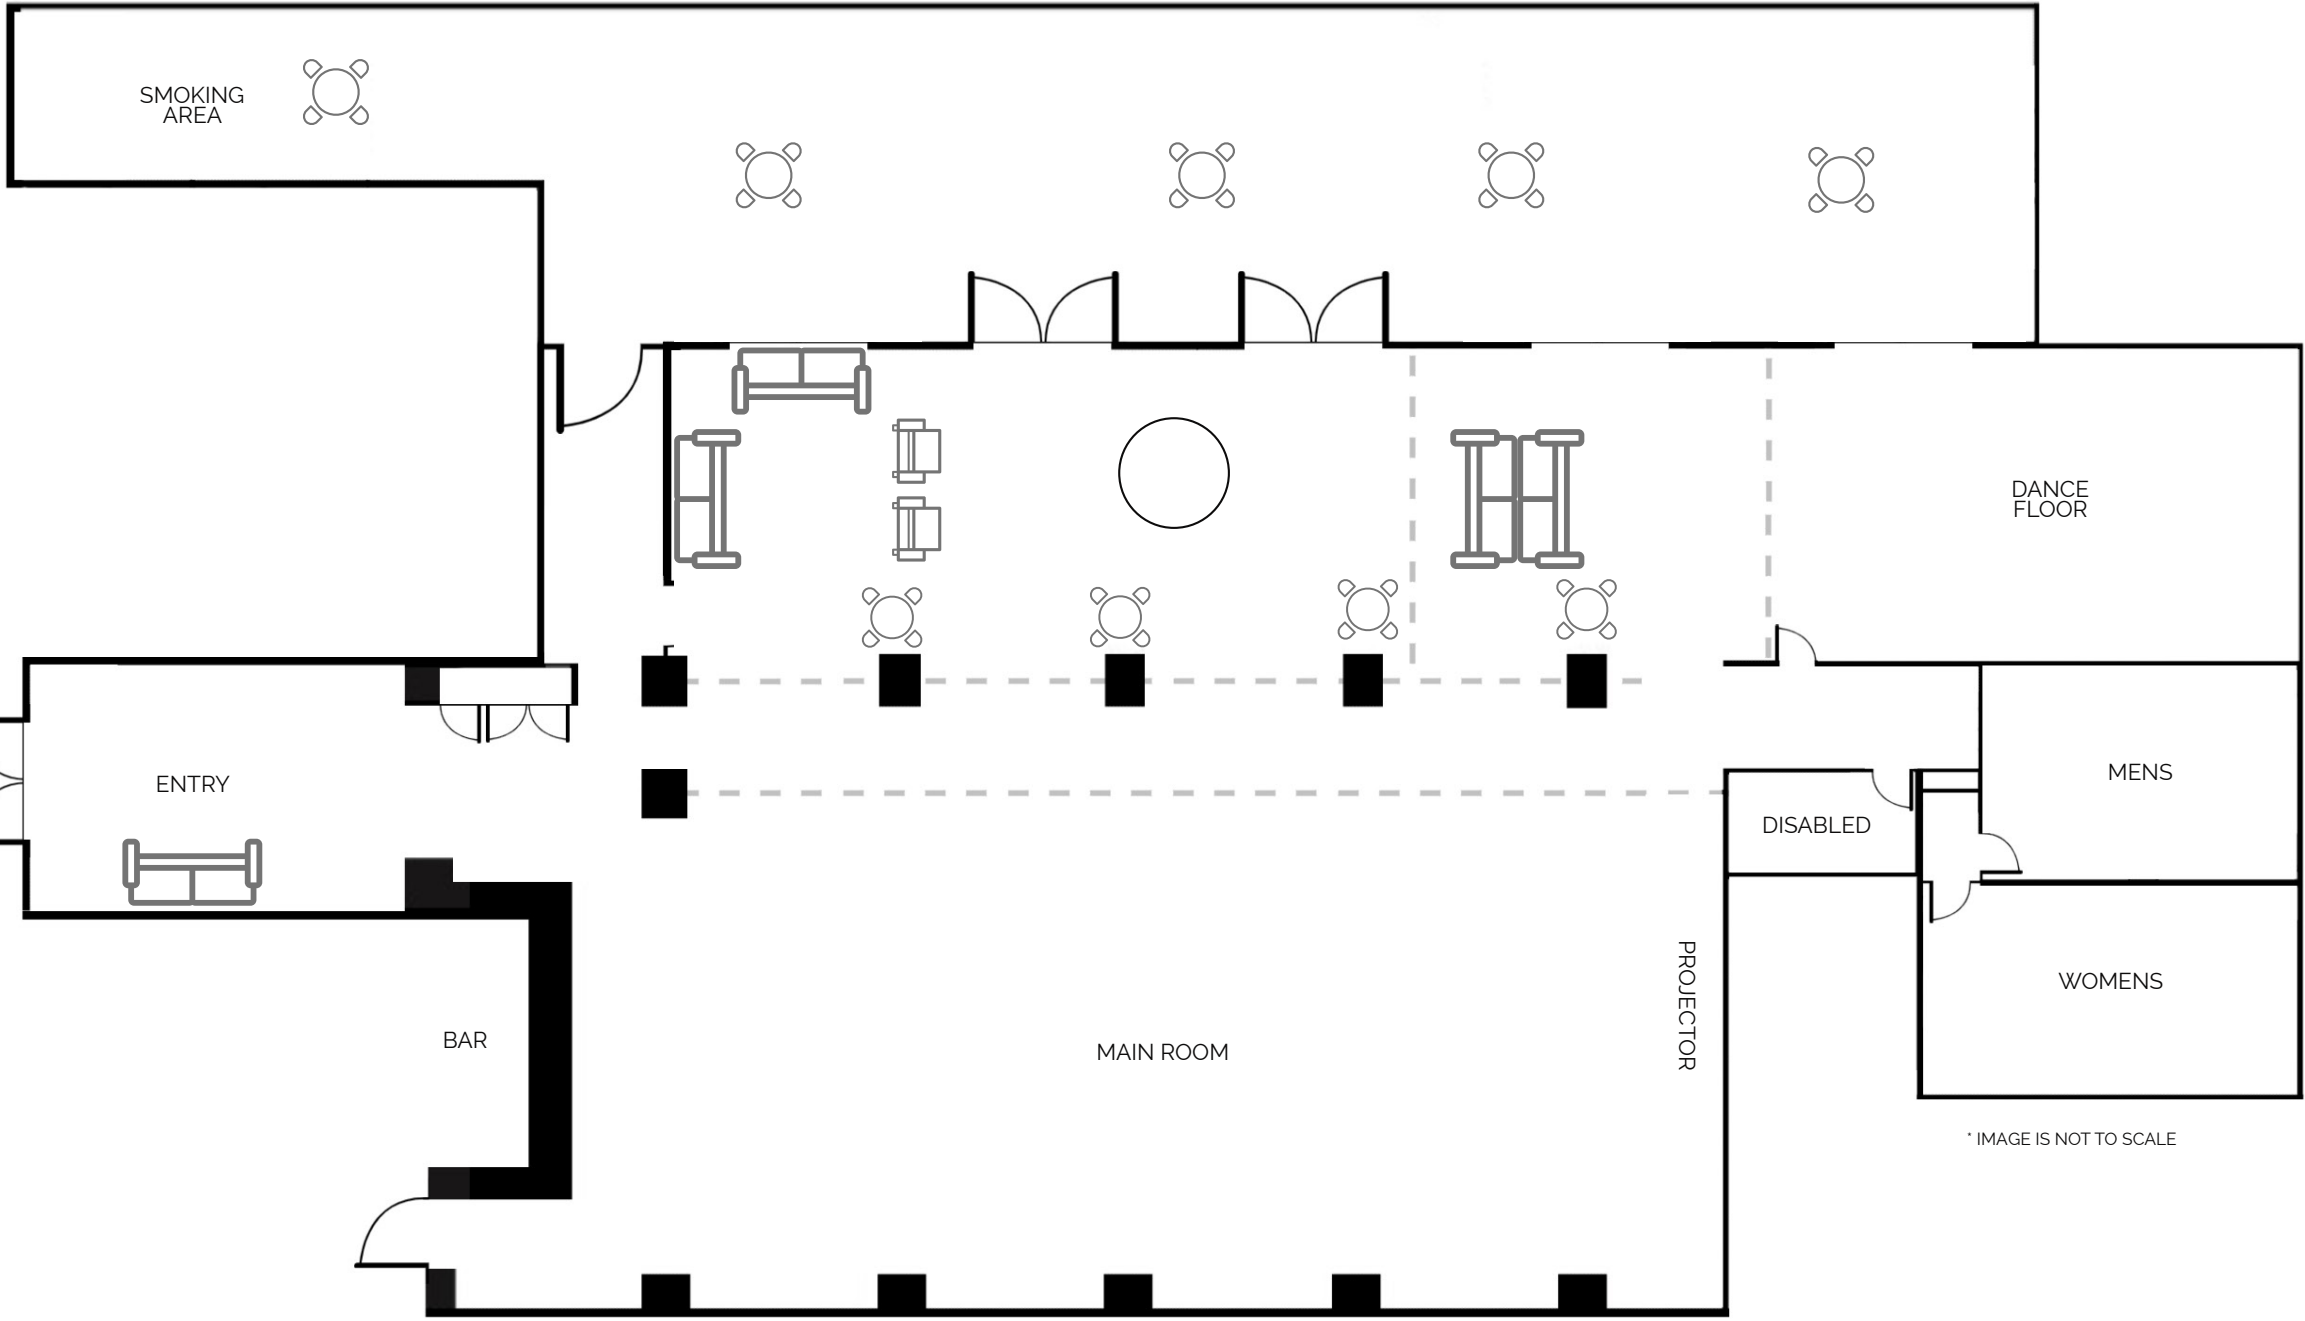 SMOKING
AREA
DANCE
FLOOR
ENTRY
MENS
DISABLED
PROJECTOR
WOMENS
BAR
MAIN ROOM
* IMAGE IS NOT TO SCALE